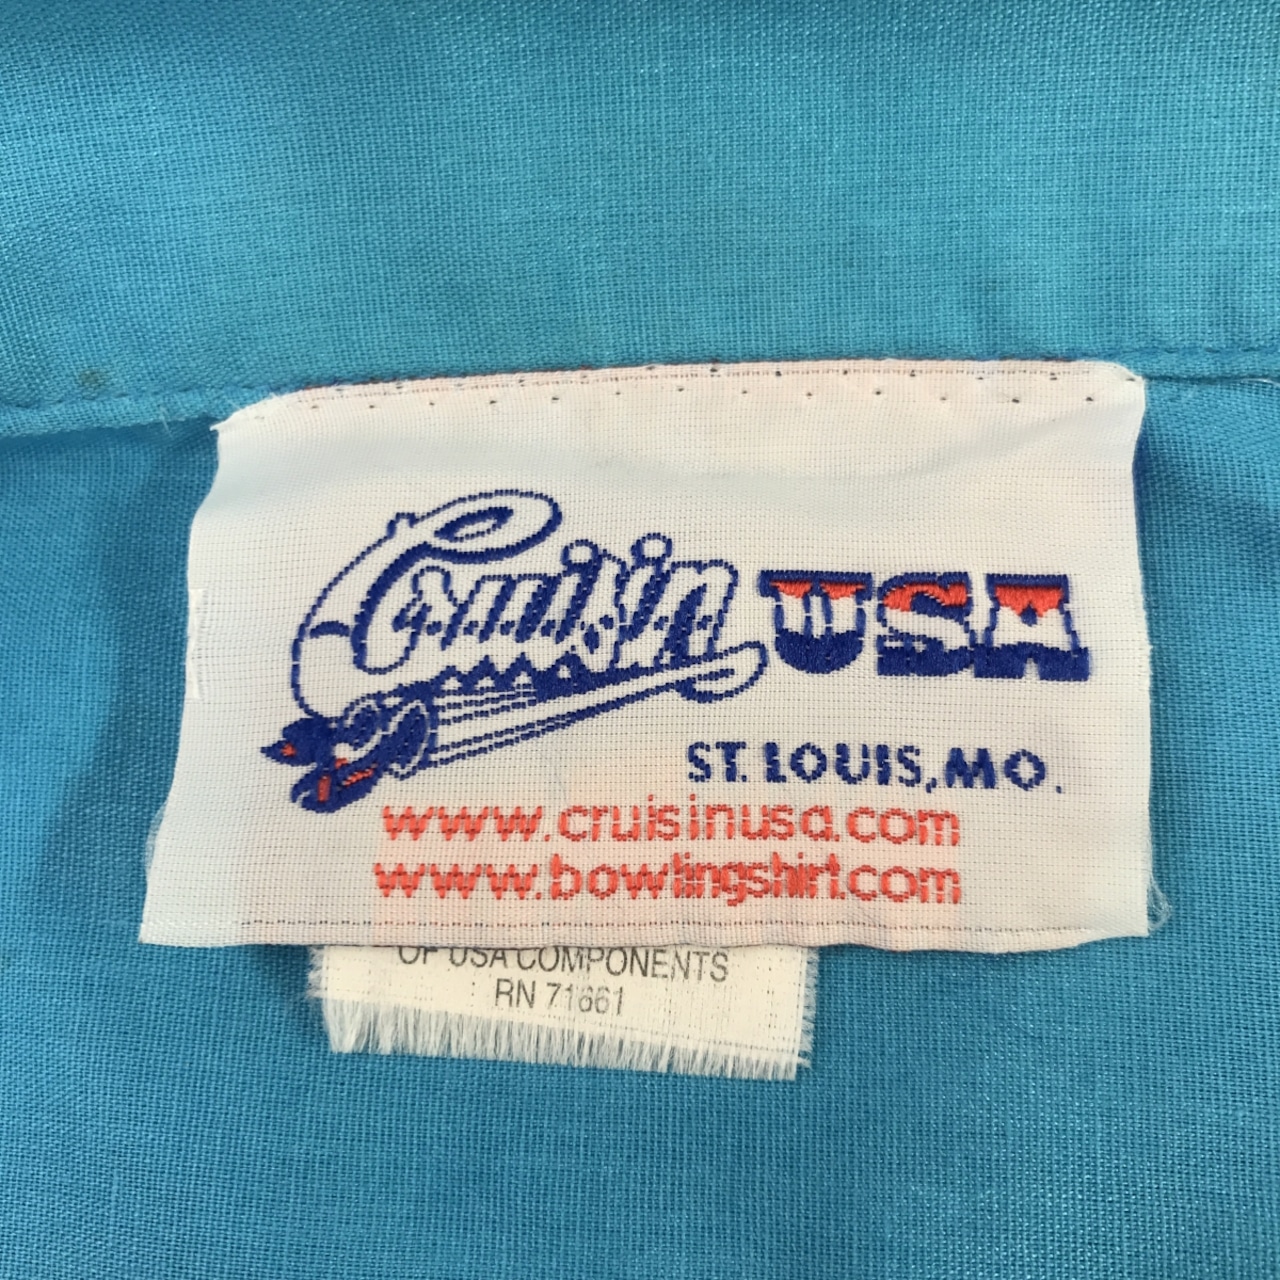 Cruisin USA
ST. LOUIS, MO.
www.cruisinusa.com
www.bowlingshirt.com
OF USA COMPONENTS
RN 71661